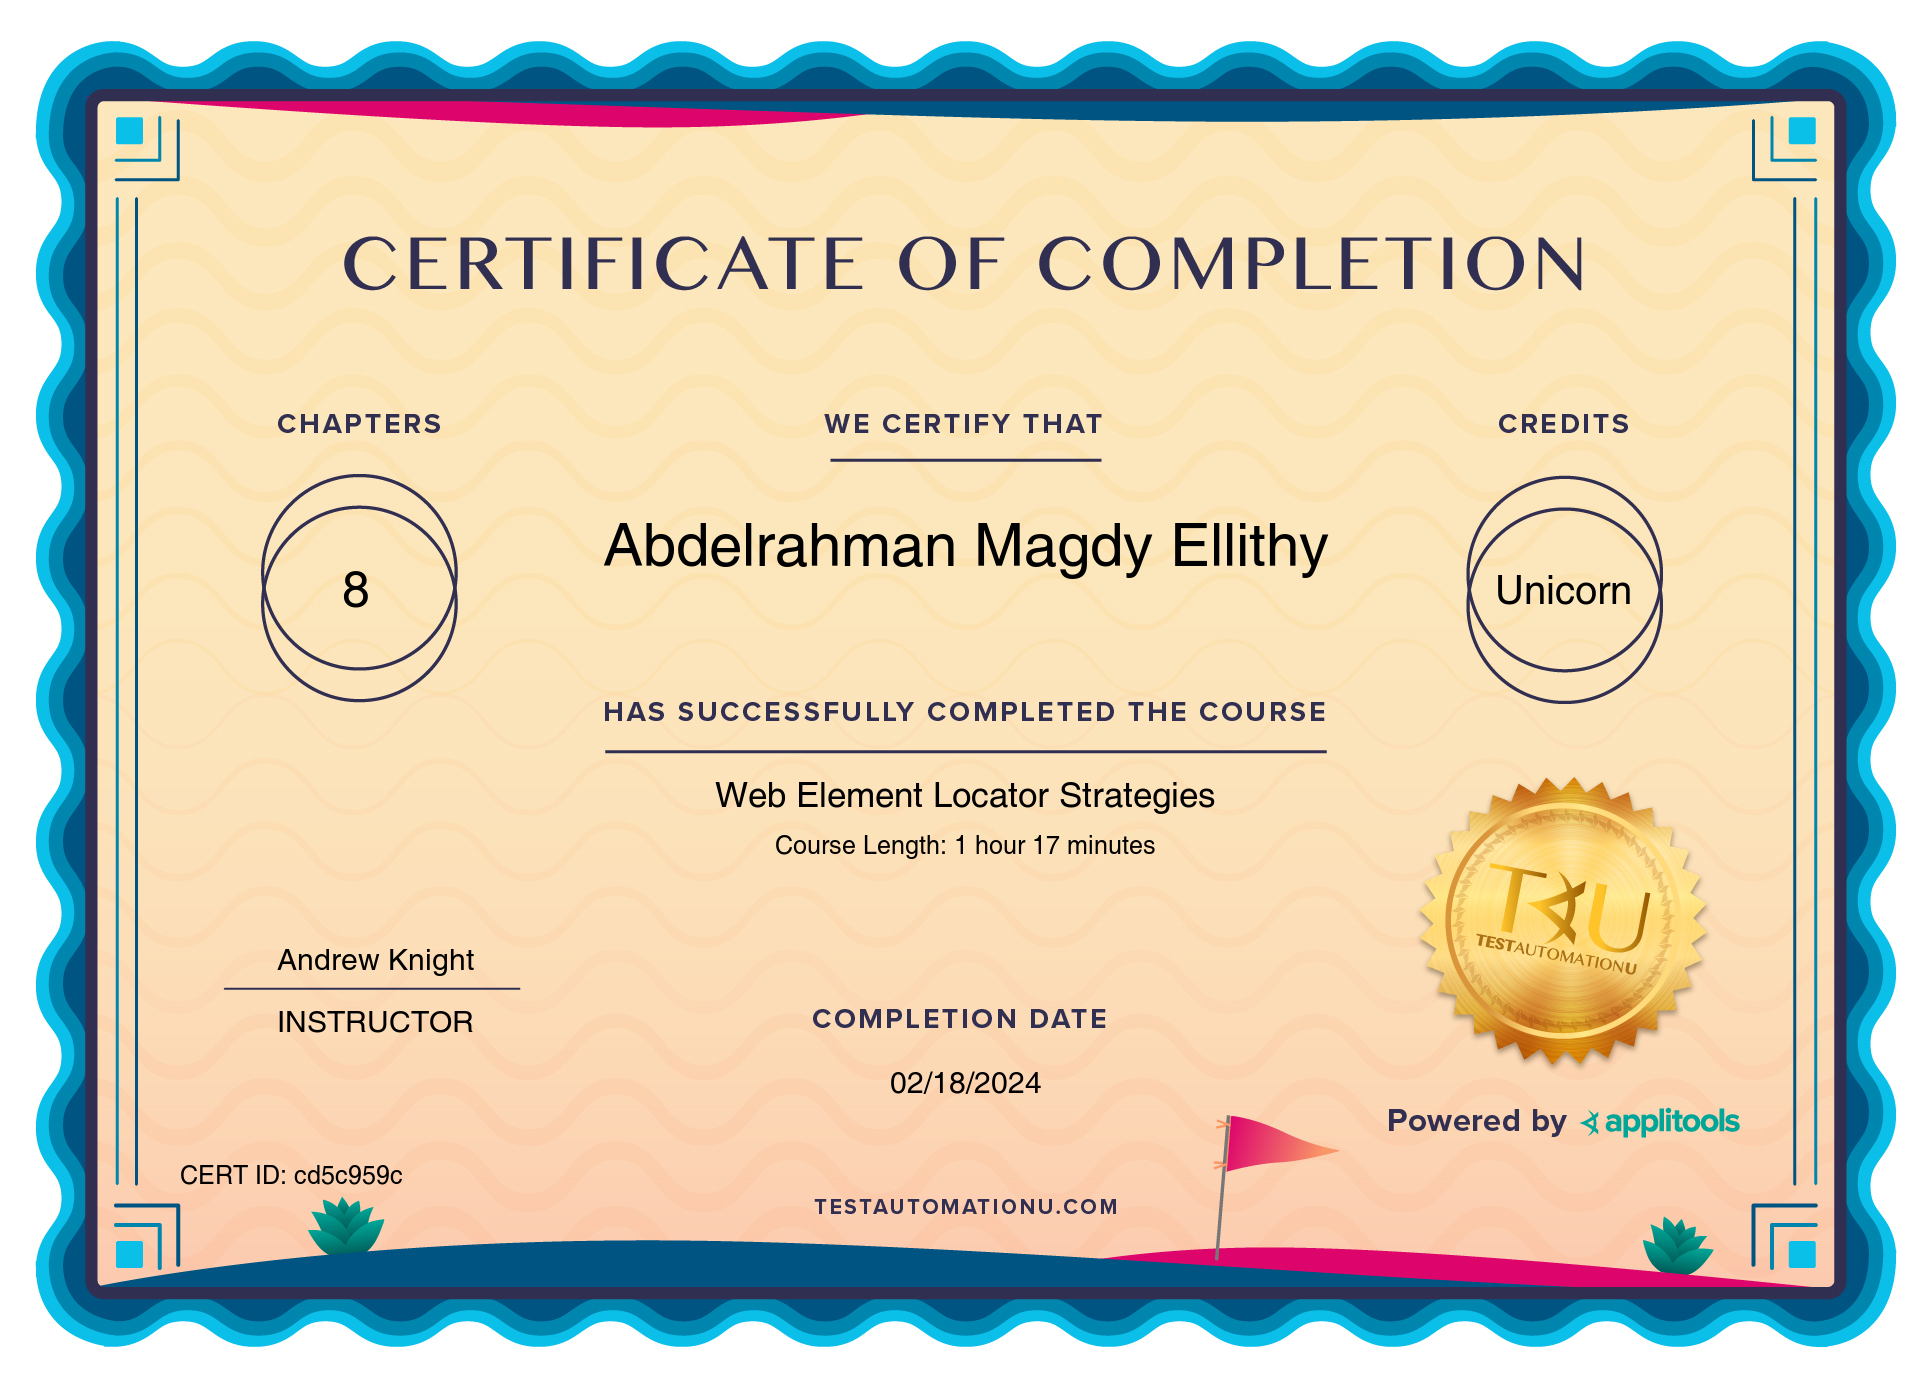 CERTIFICATE OF COMPLETION
CHAPTERS
8
WE CERTIFY THAT
Abdelrahman Magdy Ellithy
CREDITS
Unicorn
HAS SUCCESSFULLY COMPLETED THE COURSE
Web Element Locator Strategies
Course Length: 1 hour 17 minutes
TAU
TESTAUTOMATIONU
Andrew Knight
INSTRUCTOR
COMPLETION DATE
02/18/2024
Powered by applitools
CERT ID: cd5c959c
TESTAUTOMATIONU.COM